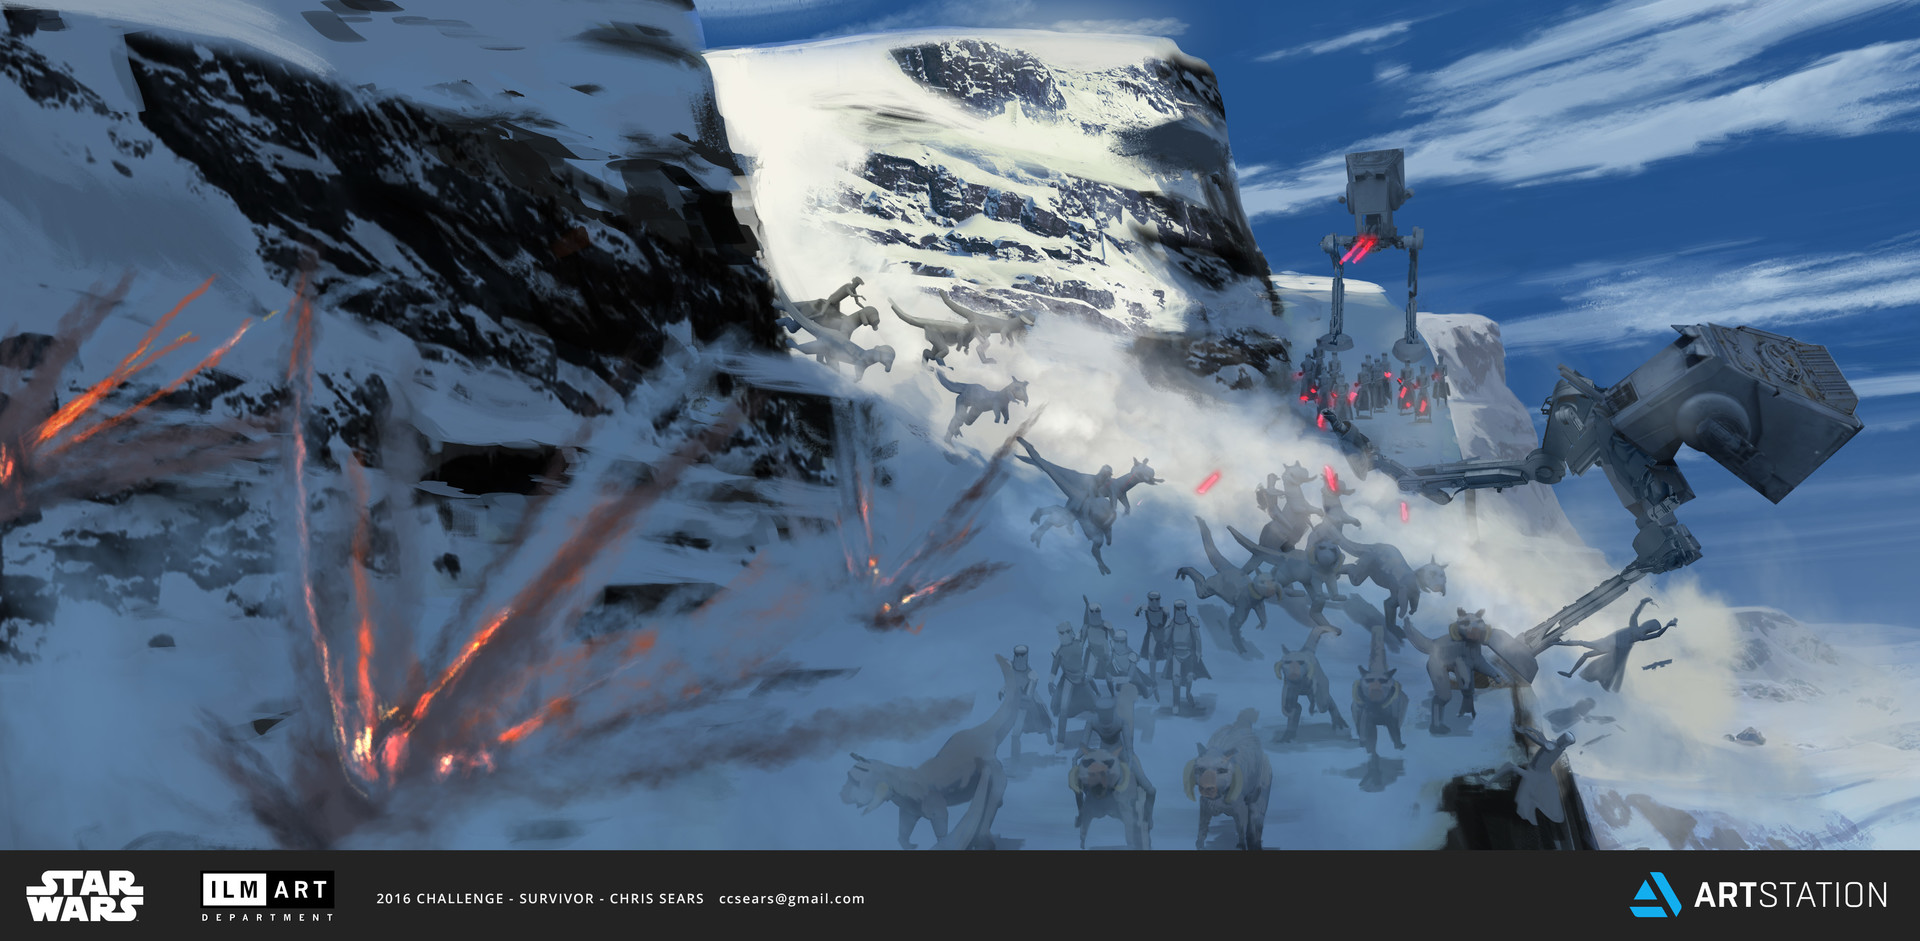 STAR
WARS
ILM ART
DEPARTMENT
2016 CHALLENGE - SURVIVOR - CHRIS SEARS ccsears@gmail.com
ARTSTATION